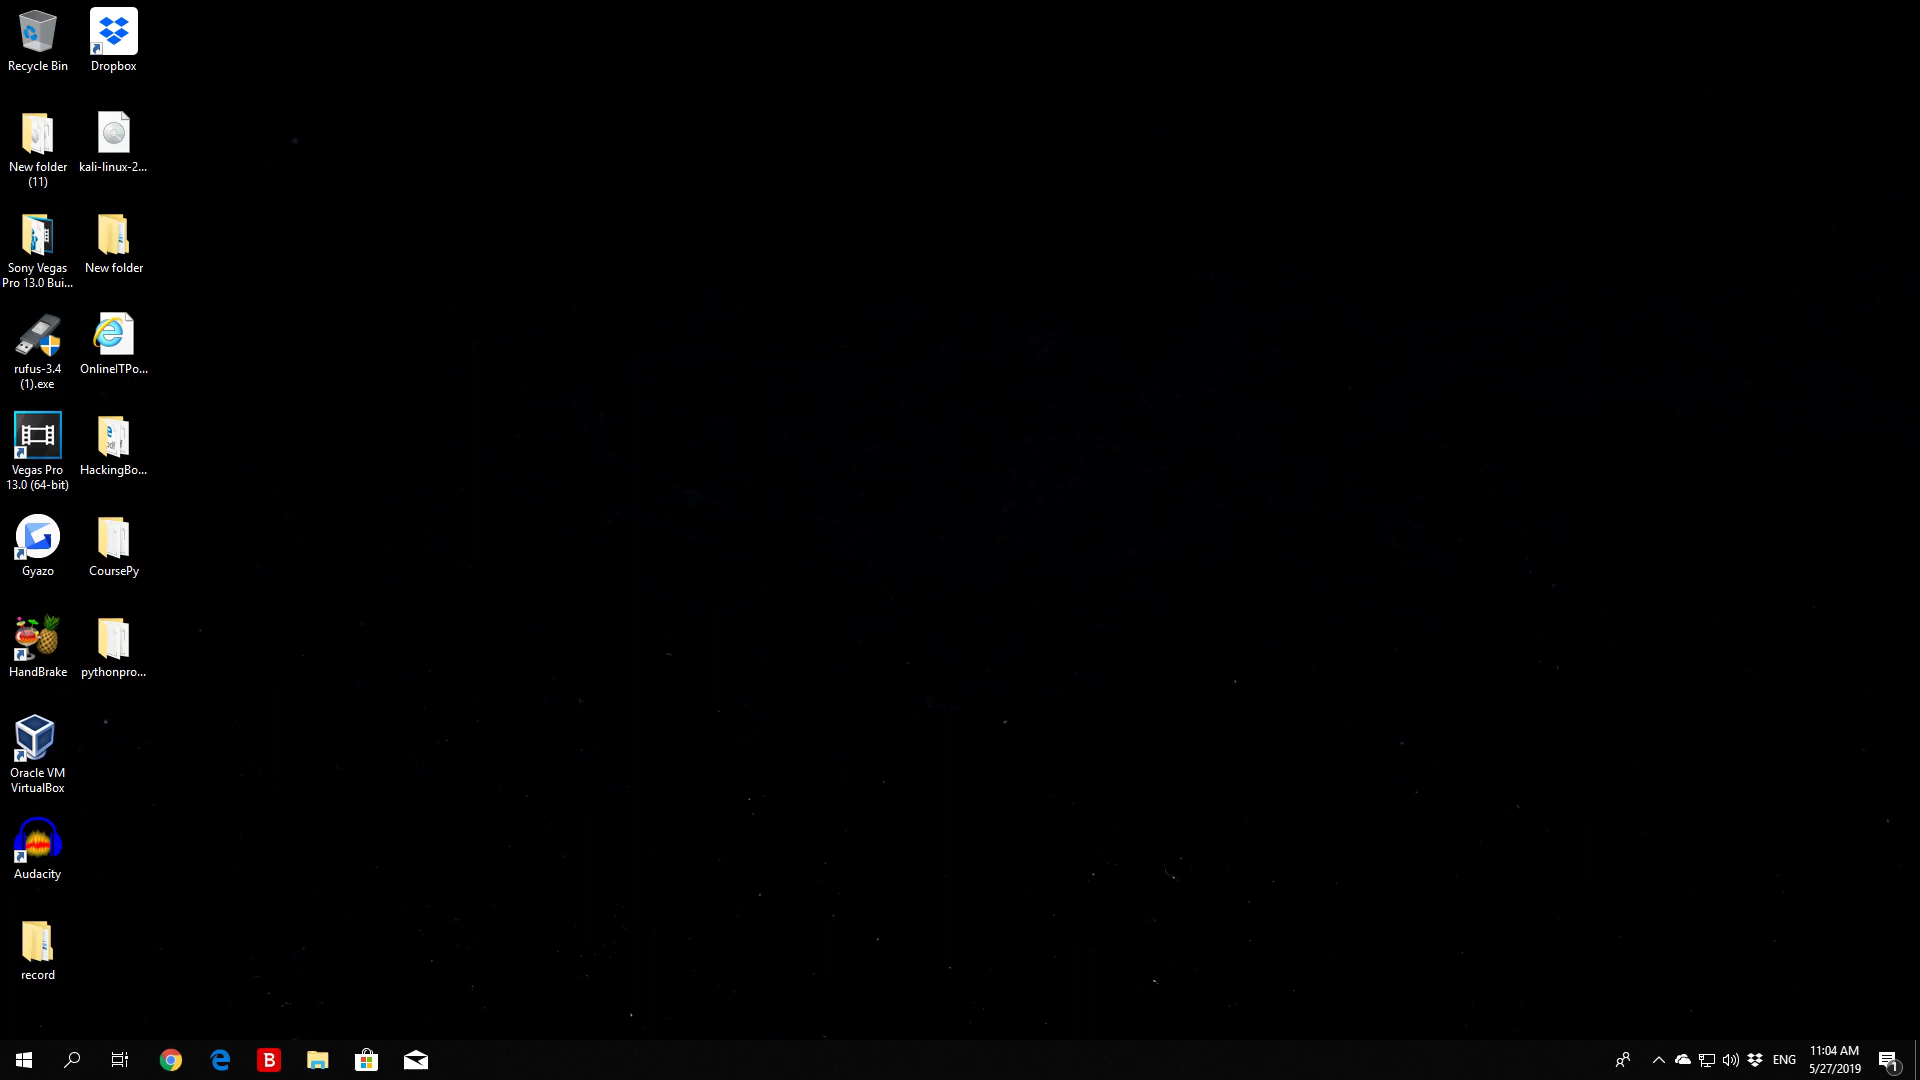 Recycle Bin
Dropbox
New folder
(11)
kali-linux-2...
Sony Vegas
Pro 13.0 Bui...
New folder
rufus-3.4
(1).exe
OnlineITPo...
Vegas Pro
13.0 (64-bit)
HackingBo...
Gyazo
CoursePy
HandBrake
pythonpro...
Oracle VM
VirtualBox
Audacity
record
B
ENG
11:04 AM
5/27/2019
1